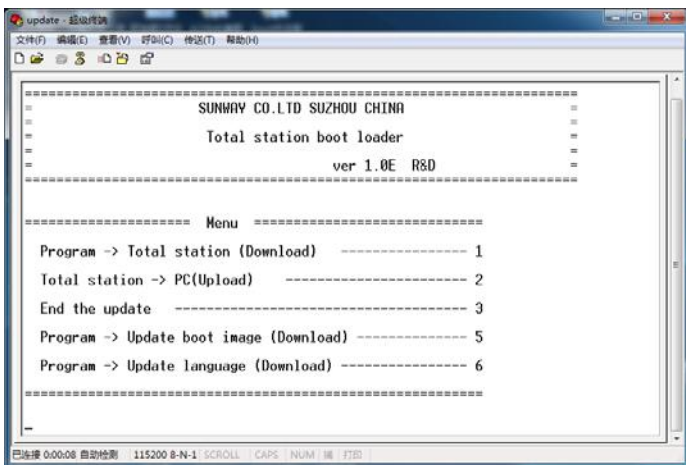 update - 超级终端
文件(F) 编辑(E) 查看(V) 呼叫(C) 传送(T) 帮助(H)
======================================================================
= SUNWAY CO.LTD SUZHOU CHINA =
= =
= Total station boot loader =
= =
= ver 1.0E R&D =
======================================================================
===================== Menu =============================
Program -> Total station (Download) ---------------- 1
Total station -> PC(Upload) ----------------------- 2
End the update ------------------------------------- 3
Program -> Update boot image (Download) -------------- 5
Program -> Update language (Download) ---------------- 6
==========================================================
_
已连接 0:00:08 自动检测 115200 8-N-1 SCROLL CAPS NUM 捕 打印